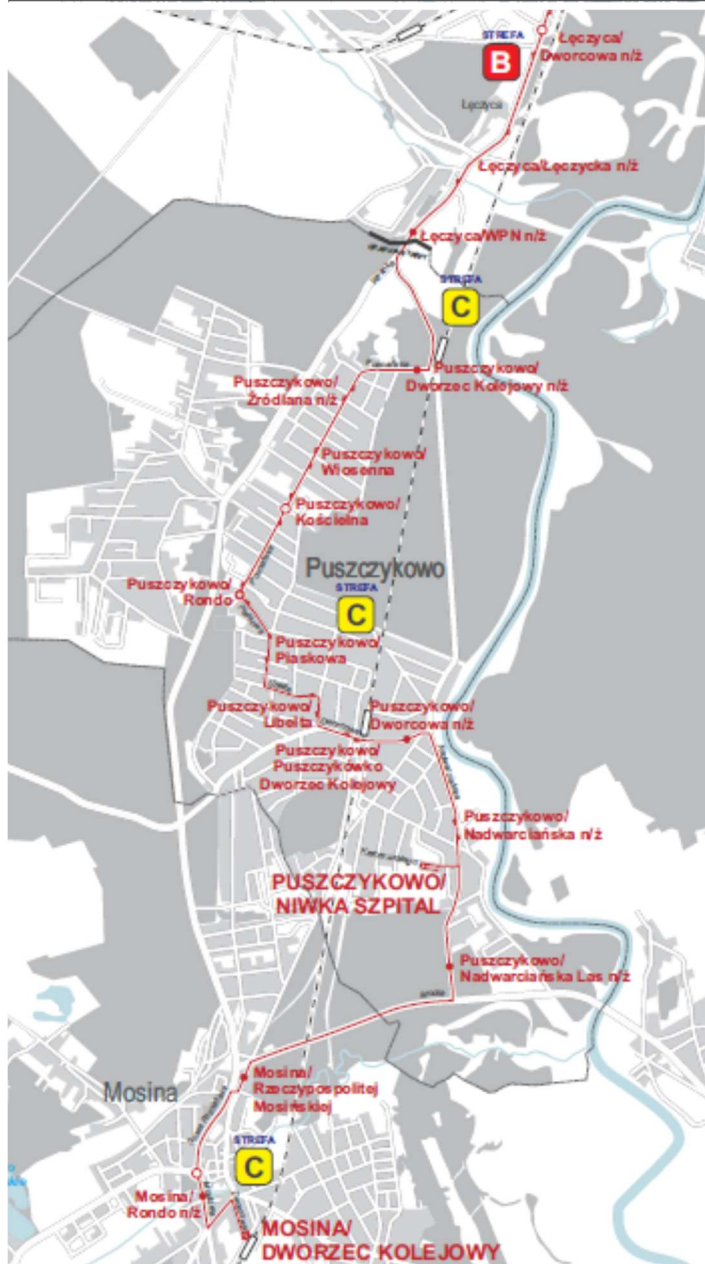 STREFA
B
Łęczyca/
Dworcowa n/ż
Łęczyca
Łęczyca/Łęczycka n/ż
Łęczyca/WPN n/ż
STREFA
C
Puszczykowo/
Dworzec Kolejowy n/ż
Puszczykowo/
Źródlana n/ż
Puszczykowo/
Wiosenna
Puszczykowo/
Kościelna
Puszczykowo
STREFA
C
Puszczykowo/
Rondo
Puszczykowo/
Piaskowa
Puszczykowo/
Libelta
Puszczykowo/
Dworcowa n/ż
Puszczykowo/
Puszczykówko
Dworzec Kolejowy
Puszczykowo/
Nadwarciańska n/ż
PUSZCZYKOWO/
NIWKA SZPITAL
Puszczykowo/
Nadwarciańska Las n/ż
Mosina/
Rzeczypospolitej
Mosińskiej
Mosina
STREFA
C
Mosina/
Rondo n/ż
MOSINA/
DWORZEC KOLEJOWY